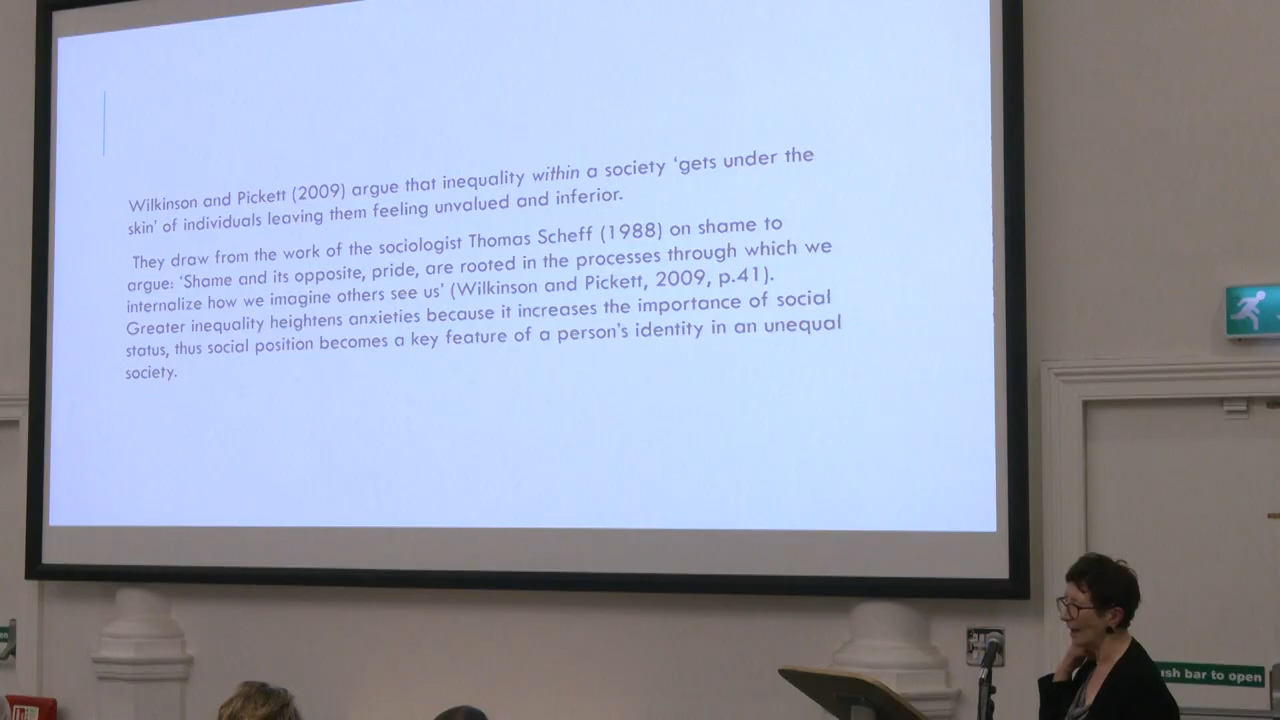 Wilkinson and Pickett (2009) argue that inequality within a society ‘gets under the
skin’ of individuals leaving them feeling unvalued and inferior.
They draw from the work of the sociologist Thomas Scheff (1988) on shame to
argue: ‘Shame and its opposite, pride, are rooted in the processes through which we
internalize how we imagine others see us’ (Wilkinson and Pickett, 2009, p.41).
Greater inequality heightens anxieties because it increases the importance of social
status, thus social position becomes a key feature of a person’s identity in an unequal
society.
bar to open